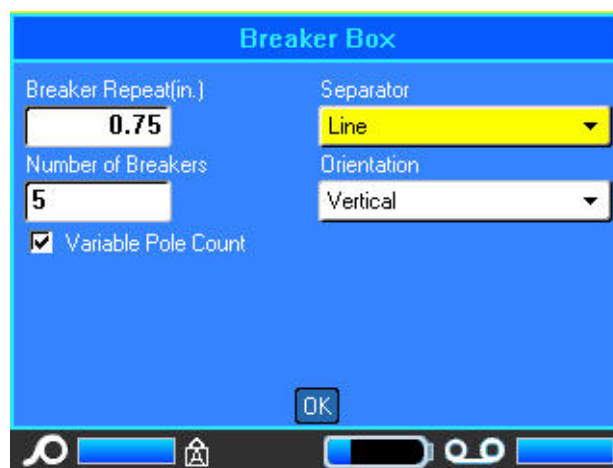 Breaker Box
Breaker Repeat(in.)
0.75
Separator
Line
Number of Breakers
5
Orientation
Vertical
Variable Pole Count
OK
A